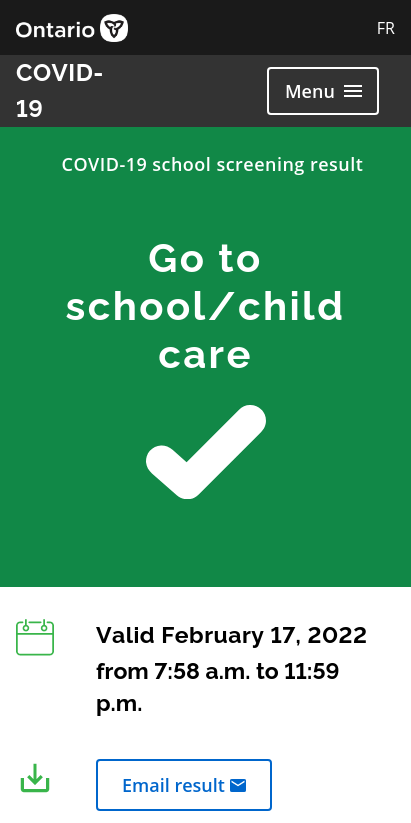 Ontario
FR
COVID-
19
Menu
COVID-19 school screening result
Go to
school/child
care
Valid February 17, 2022
from 7:58 a.m. to 11:59
p.m.
Email result